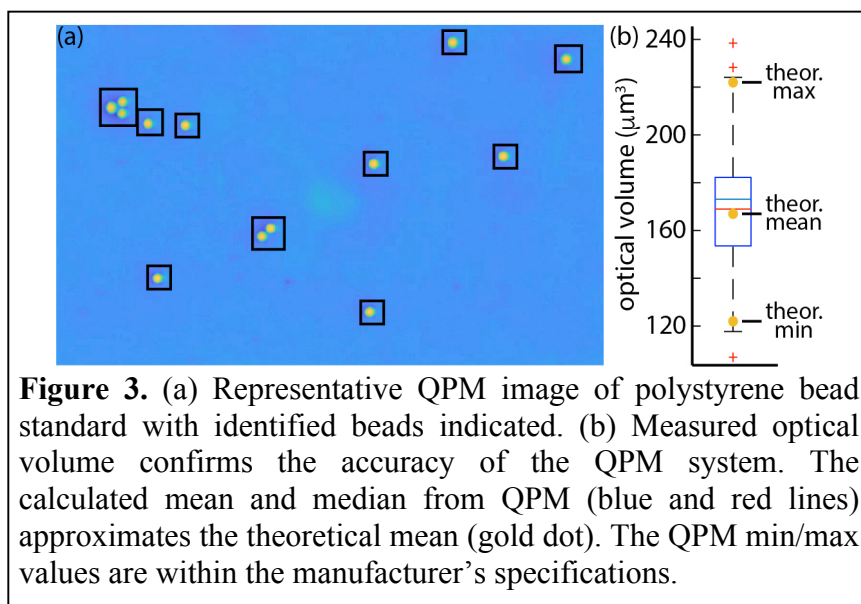 (a)
(b)
240
200
160
120
optical volume (μm³)
theor.
max
theor.
mean
theor.
min
Figure 3. (a) Representative QPM image of polystyrene bead
standard with identified beads indicated. (b) Measured optical
volume confirms the accuracy of the QPM system. The
calculated mean and median from QPM (blue and red lines)
approximates the theoretical mean (gold dot). The QPM min/max
values are within the manufacturer's specifications.